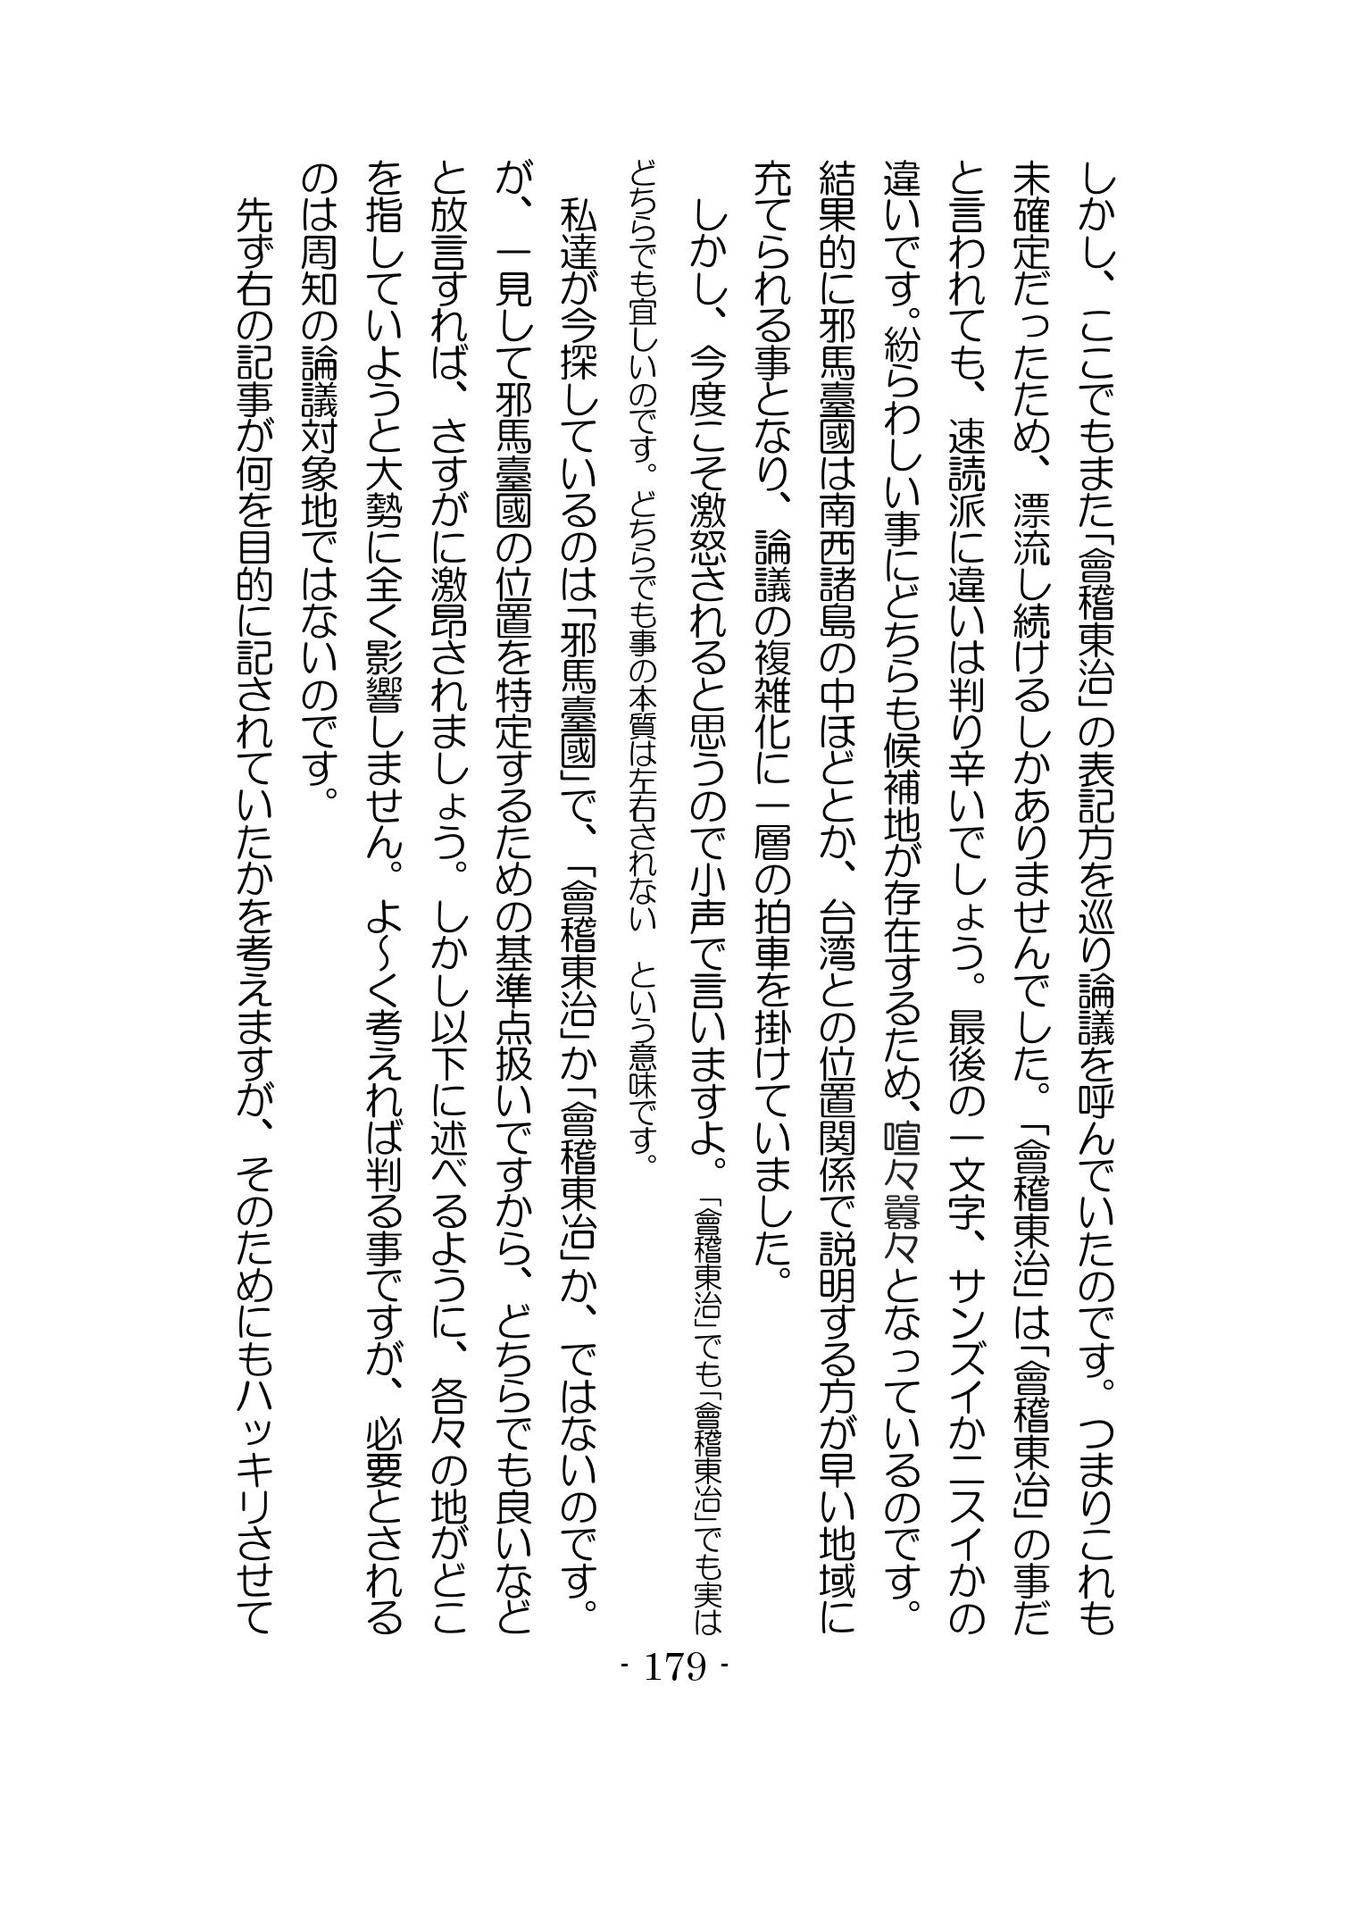 しかし、ここでもまた「會稽東治」の表記方を巡り論議を呼んでいたのです。つまりこれも
未確定だったため、漂流し続けるしかありませんでした。「會稽東治」は「會稽東冶」の事だ
と言われても、速読派に違いは判り辛いでしょう。最後の一文字、サンズイかニスイかの
違いです。紛らわしい事にどちらも候補地が存在するため、喧々囂々となっているのです。
結果的に邪馬臺國は南西諸島の中ほどとか、台湾との位置関係で説明する方が早い地域に
充てられる事となり、論議の複雑化に一層の拍車を掛けていました。
しかし、今度こそ激怒されると思うので小声で言いますよ。「會稽東治」でも「會稽東冶」でも実は
どちらでも宜しいのです。どちらでも事の本質は左右されない　という意味です。
私達が今探しているのは「邪馬臺國」で、「會稽東治」か「會稽東冶」か、ではないのです。
が、一見して邪馬臺國の位置を特定するための基準点扱いですから、どちらでも良いなど
と放言すれば、さすがに激昂されましょう。しかし以下に述べるように、各々の地がどこ
を指していようと大勢に全く影響しません。よ～く考えれば判る事ですが、必要とされる
のは周知の論議対象地ではないのです。
先ず右の記事が何を目的に記されていたかを考えますが、そのためにもハッキリさせて
- 179 -